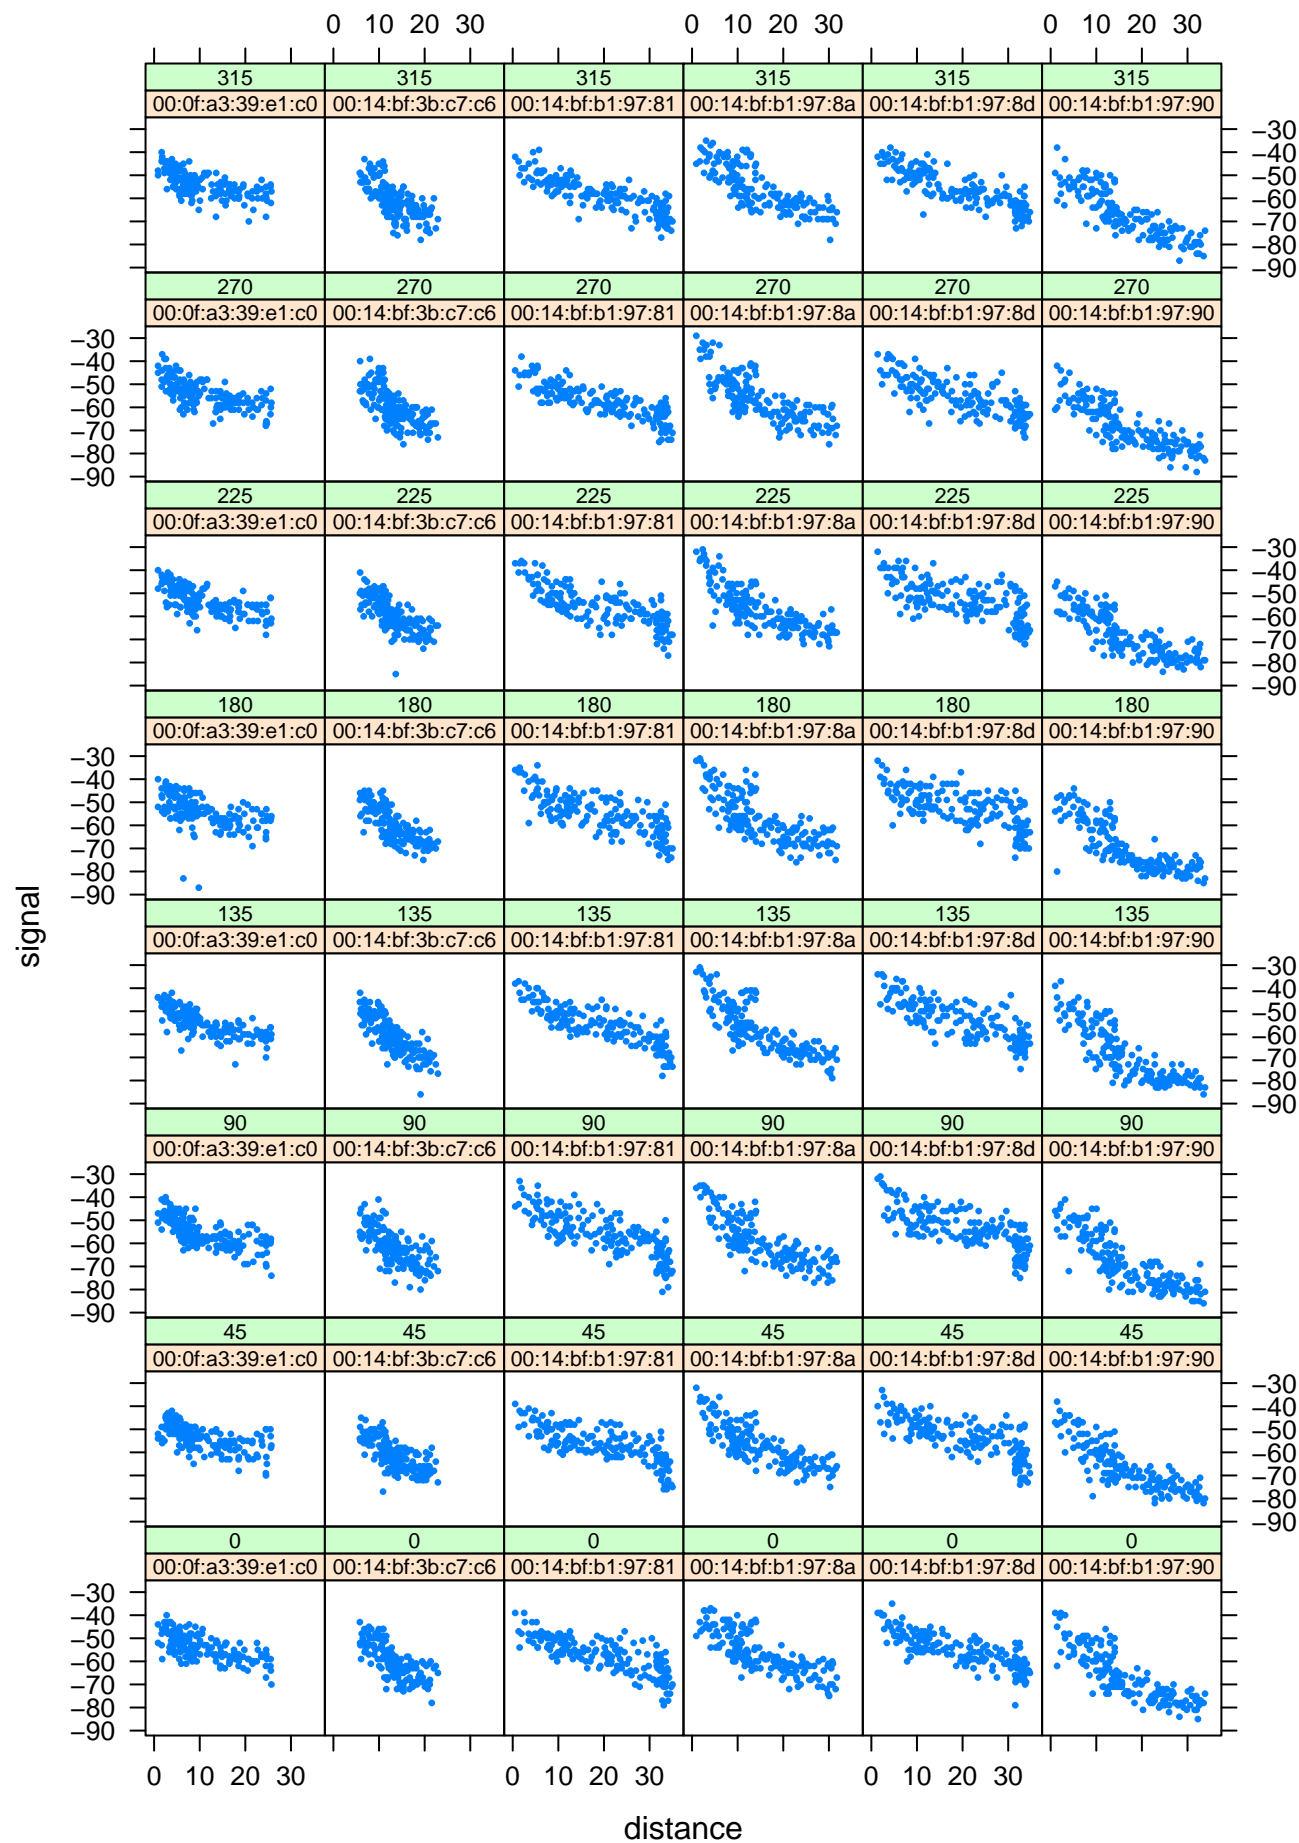 0 10 20 30 0 10 20 30 0 10 20 30
315 315 315 315 315 315
00:0f:a3:39:e1:c0 00:14:bf:3b:c7:c6 00:14:bf:b1:97:81 00:14:bf:b1:97:8a 00:14:bf:b1:97:8d 00:14:bf:b1:97:90
−30
−40
−50
−60
−70
−80
−90
270 270 270 270 270 270
00:0f:a3:39:e1:c0 00:14:bf:3b:c7:c6 00:14:bf:b1:97:81 00:14:bf:b1:97:8a 00:14:bf:b1:97:8d 00:14:bf:b1:97:90
−30
−40
−50
−60
−70
−80
−90
225 225 225 225 225 225
00:0f:a3:39:e1:c0 00:14:bf:3b:c7:c6 00:14:bf:b1:97:81 00:14:bf:b1:97:8a 00:14:bf:b1:97:8d 00:14:bf:b1:97:90
−30
−40
−50
−60
−70
−80
−90
180 180 180 180 180 180
00:0f:a3:39:e1:c0 00:14:bf:3b:c7:c6 00:14:bf:b1:97:81 00:14:bf:b1:97:8a 00:14:bf:b1:97:8d 00:14:bf:b1:97:90
−30
−40
−50
−60
−70
−80
−90
signal
135 135 135 135 135 135
00:0f:a3:39:e1:c0 00:14:bf:3b:c7:c6 00:14:bf:b1:97:81 00:14:bf:b1:97:8a 00:14:bf:b1:97:8d 00:14:bf:b1:97:90
−30
−40
−50
−60
−70
−80
−90
90 90 90 90 90 90
00:0f:a3:39:e1:c0 00:14:bf:3b:c7:c6 00:14:bf:b1:97:81 00:14:bf:b1:97:8a 00:14:bf:b1:97:8d 00:14:bf:b1:97:90
−30
−40
−50
−60
−70
−80
−90
45 45 45 45 45 45
00:0f:a3:39:e1:c0 00:14:bf:3b:c7:c6 00:14:bf:b1:97:81 00:14:bf:b1:97:8a 00:14:bf:b1:97:8d 00:14:bf:b1:97:90
−30
−40
−50
−60
−70
−80
−90
0 0 0 0 0 0
00:0f:a3:39:e1:c0 00:14:bf:3b:c7:c6 00:14:bf:b1:97:81 00:14:bf:b1:97:8a 00:14:bf:b1:97:8d 00:14:bf:b1:97:90
−30
−40
−50
−60
−70
−80
−90
0 10 20 30 0 10 20 30 0 10 20 30
distance